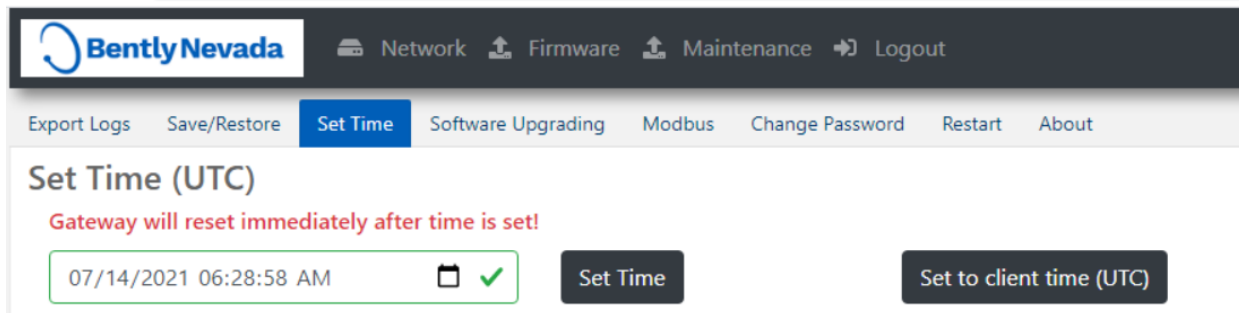 Bently Nevada Network Firmware Maintenance Logout
Export Logs Save/Restore Set Time Software Upgrading Modbus Change Password Restart About
Set Time (UTC)
Gateway will reset immediately after time is set!
07/14/2021 06:28:58 AM Set Time Set to client time (UTC)